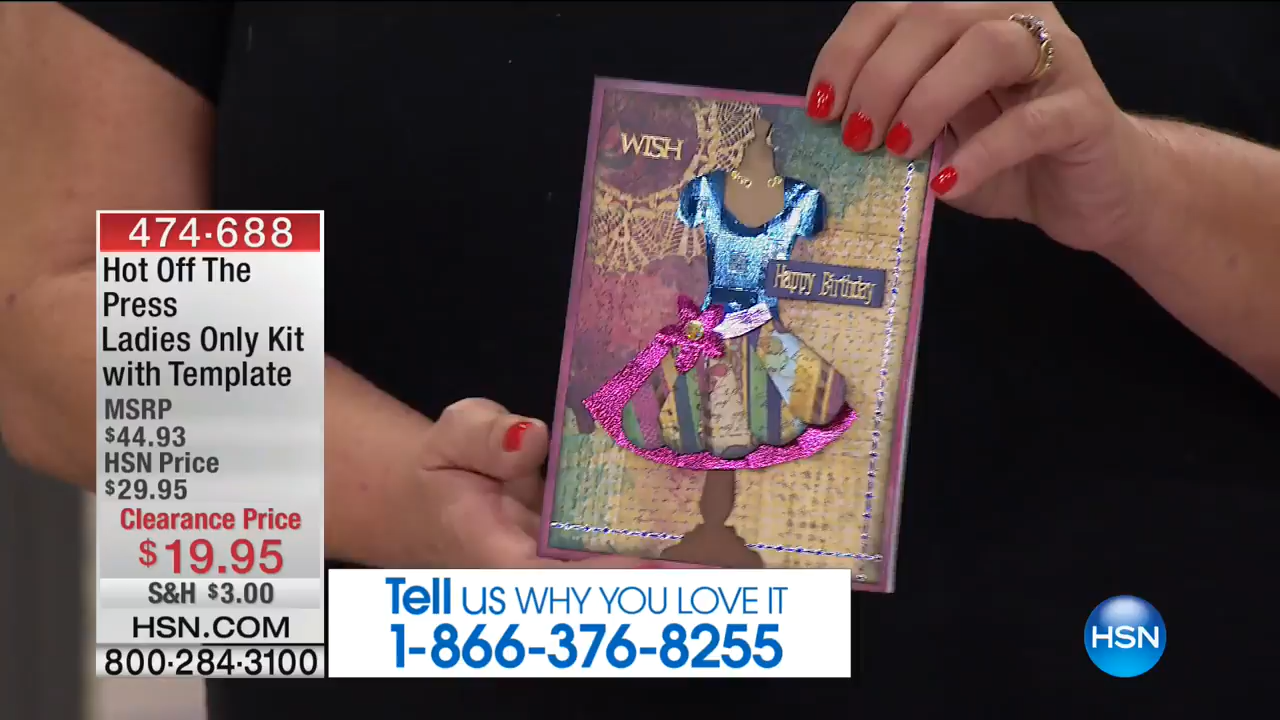 474-688
Hot Off The
Press
Ladies Only Kit
with Template
MSRP
$44.93
HSN Price
$29.95
Clearance Price
$19.95
S&H $3.00
HSN.COM
800-284-3100
WISH
Happy Birthday
Tell us WHY YOU LOVE IT
1-866-376-8255
HSN